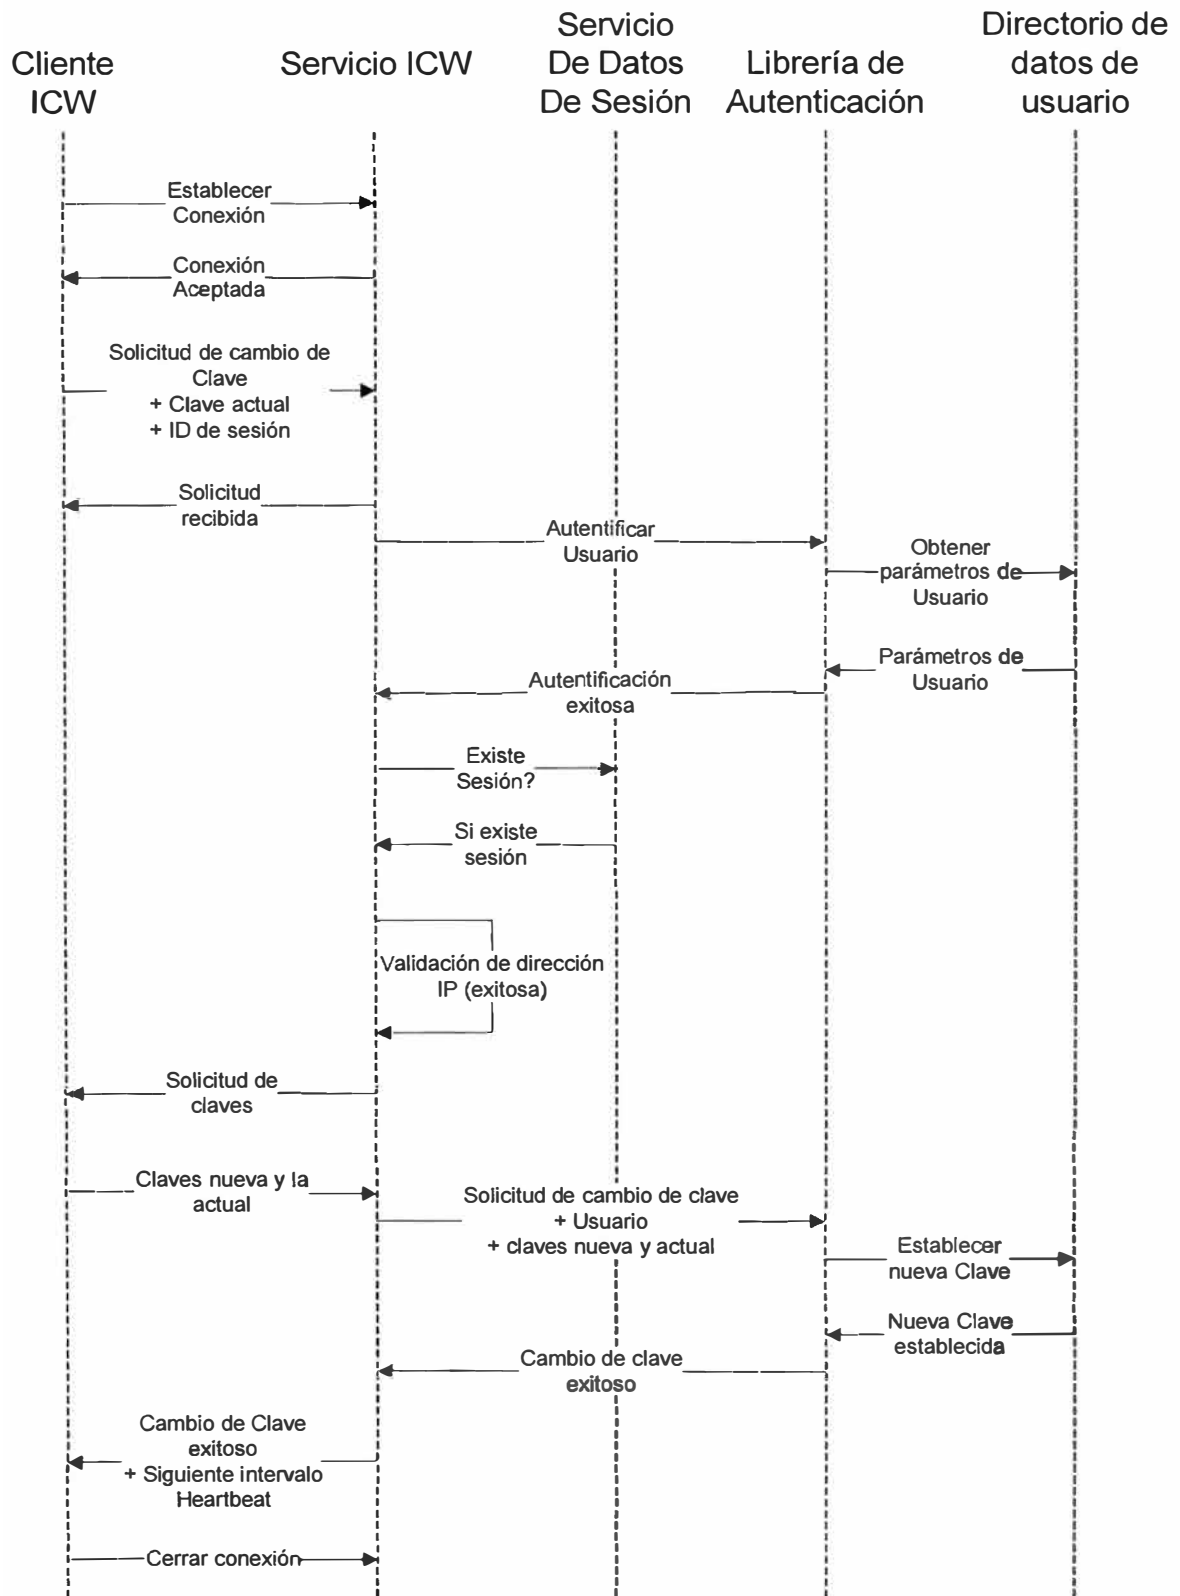 Cliente
ICW
Servicio ICW
Servicio
De Datos
De Sesión
Librería de
Autenticación
Directorio de
datos de
usuario
Establecer
Conexión
Conexión
Aceptada
Solicitud de cambio de
Clave
+ Clave actual
+ ID de sesión
Solicitud
recibida
Autentificar
Usuario
Obtener
parámetros de
Usuario
Parámetros de
Usuario
Autentificación
exitosa
Existe
Sesión?
Si existe
sesión
Validación de dirección
IP (exitosa)
Solicitud de
claves
Claves nueva y la
actual
Solicitud de cambio de clave
+ Usuario
+ claves nueva y actual
Establecer
nueva Clave
Nueva Clave
establecida
Cambio de clave
exitoso
Cambio de Clave
exitoso
+ Siguiente intervalo
Heartbeat
Cerrar conexión